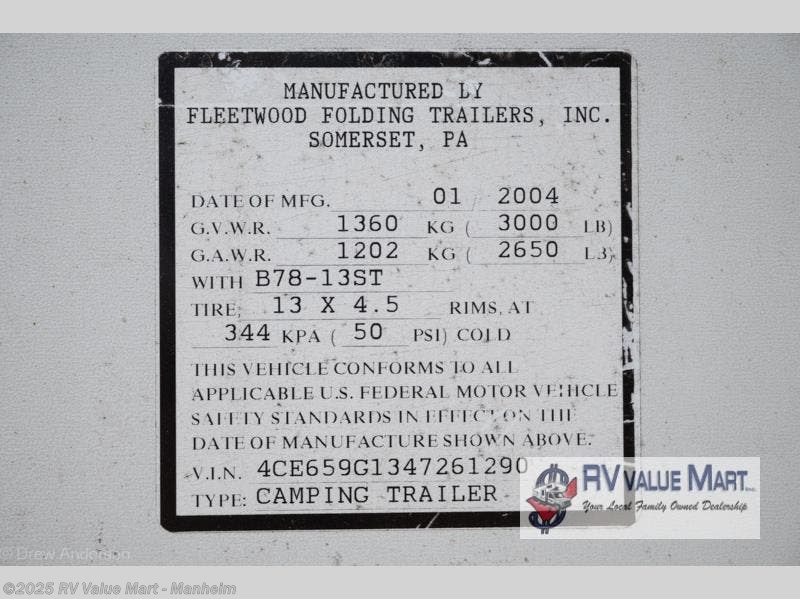 MANUFACTURED BY
FLEETWOOD FOLDING TRAILERS, INC.
SOMERSET, PA
DATE OF MFG. 01 / 2004
G.V.W.R. 1360 KG ( 3000 LB)
G.A.W.R. 1202 KG ( 2650 LB)
WITH B78-13ST
TIRE, 13 X 4.5 RIMS, AT
344 KPA ( 50 PSI) COLD
THIS VEHICLE CONFORMS TO ALL
APPLICABLE U.S. FEDERAL MOTOR VEHICLE
SAFETY STANDARDS IN EFFECT ON THE
DATE OF MANUFACTURE SHOWN ABOVE.
V.I.N. 4CE659G1347261290
TYPE: CAMPING TRAILER
RV VALUE MART, INC.
Your Local Family Owned Dealership
© Drew Anderson
©2025 RV Value Mart - Manheim